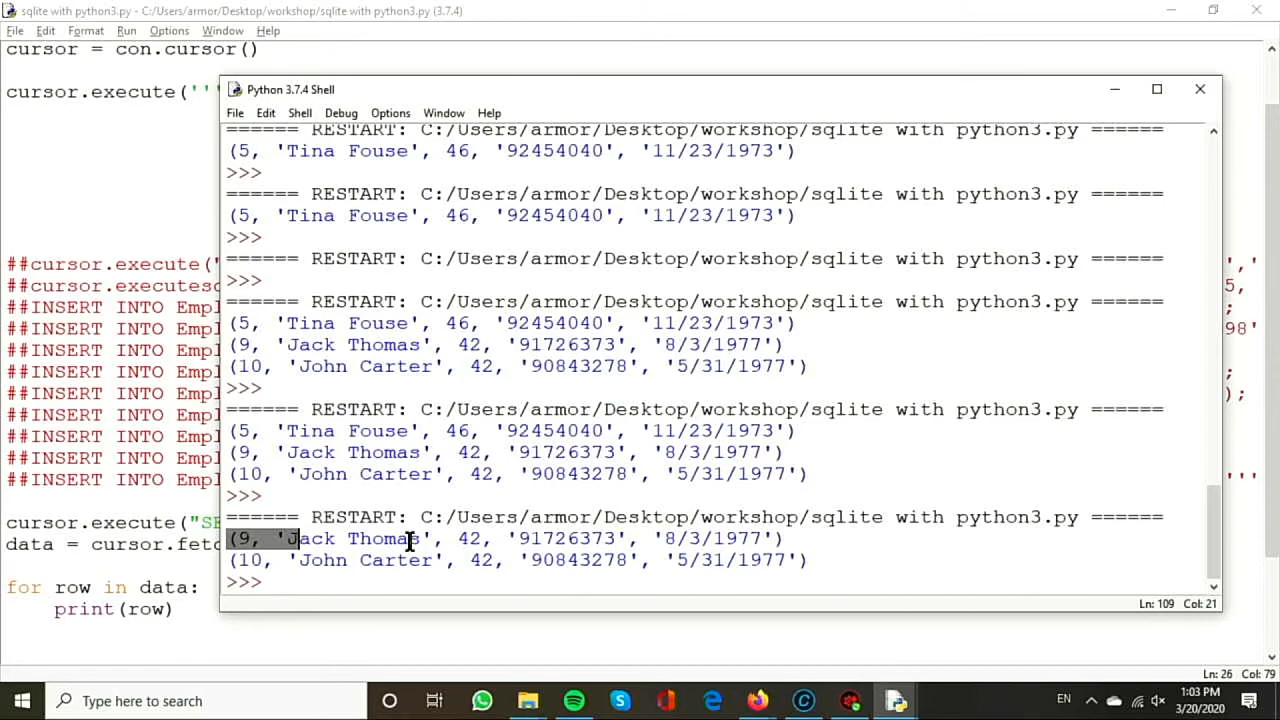 sqlite with python3.py - C:/Users/armor/Desktop/workshop/sqlite with python3.py (3.7.4)
File Edit Format Run Options Window Help
cursor = con.cursor()
cursor.execute('''
Python 3.7.4 Shell
File Edit Shell Debug Options Window Help
====== RESTART: C:/Users/armor/Desktop/workshop/sqlite with python3.py ======
(5, 'Tina Fouse', 46, '92454040', '11/23/1973')
>>>
====== RESTART: C:/Users/armor/Desktop/workshop/sqlite with python3.py ======
(5, 'Tina Fouse', 46, '92454040', '11/23/1973')
>>>
====== RESTART: C:/Users/armor/Desktop/workshop/sqlite with python3.py ======
>>>
====== RESTART: C:/Users/armor/Desktop/workshop/sqlite with python3.py ======
(5, 'Tina Fouse', 46, '92454040', '11/23/1973')
(9, 'Jack Thomas', 42, '91726373', '8/3/1977')
(10, 'John Carter', 42, '90843278', '5/31/1977')
>>>
====== RESTART: C:/Users/armor/Desktop/workshop/sqlite with python3.py ======
(5, 'Tina Fouse', 46, '92454040', '11/23/1973')
(9, 'Jack Thomas', 42, '91726373', '8/3/1977')
(10, 'John Carter', 42, '90843278', '5/31/1977')
>>>
====== RESTART: C:/Users/armor/Desktop/workshop/sqlite with python3.py ======
(9, 'Jack Thomas', 42, '91726373', '8/3/1977')
(10, 'John Carter', 42, '90843278', '5/31/1977')
>>>
Ln: 109 Col: 21
##cursor.execute(" ','
##cursor.executesc 5,
##INSERT INTO Empl ;
##INSERT INTO Empl 98'
##INSERT INTO Empl
##INSERT INTO Empl ;
##INSERT INTO Empl );
##INSERT INTO Empl
##INSERT INTO Empl
##INSERT INTO Empl
##INSERT INTO Empl '''
cursor.execute("SE
data = cursor.fetc
for row in data:
print(row)
Ln: 26 Col: 79
Type here to search
EN
1:03 PM
3/20/2020